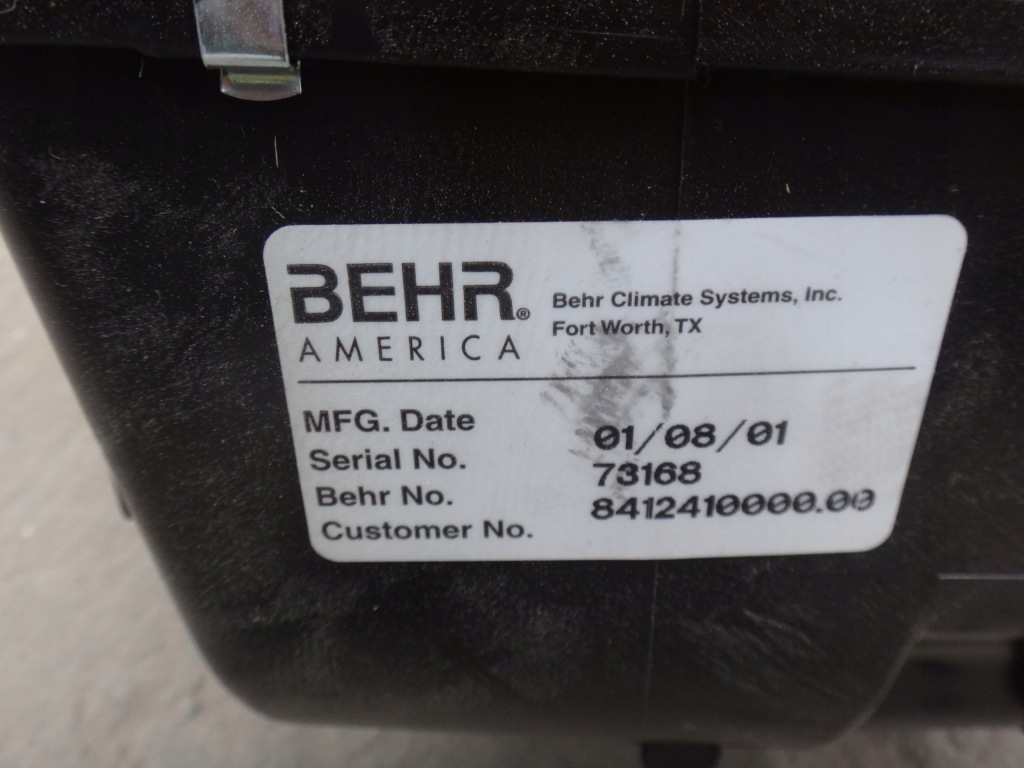 BEHR®
AMERICA
Behr Climate Systems, Inc.
Fort Worth, TX
MFG. Date 01/08/01
Serial No. 73168
Behr No. 8412410000.00
Customer No.